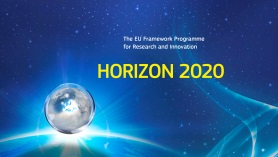 The EU Framework Programme
for Research and Innovation
HORIZON 2020